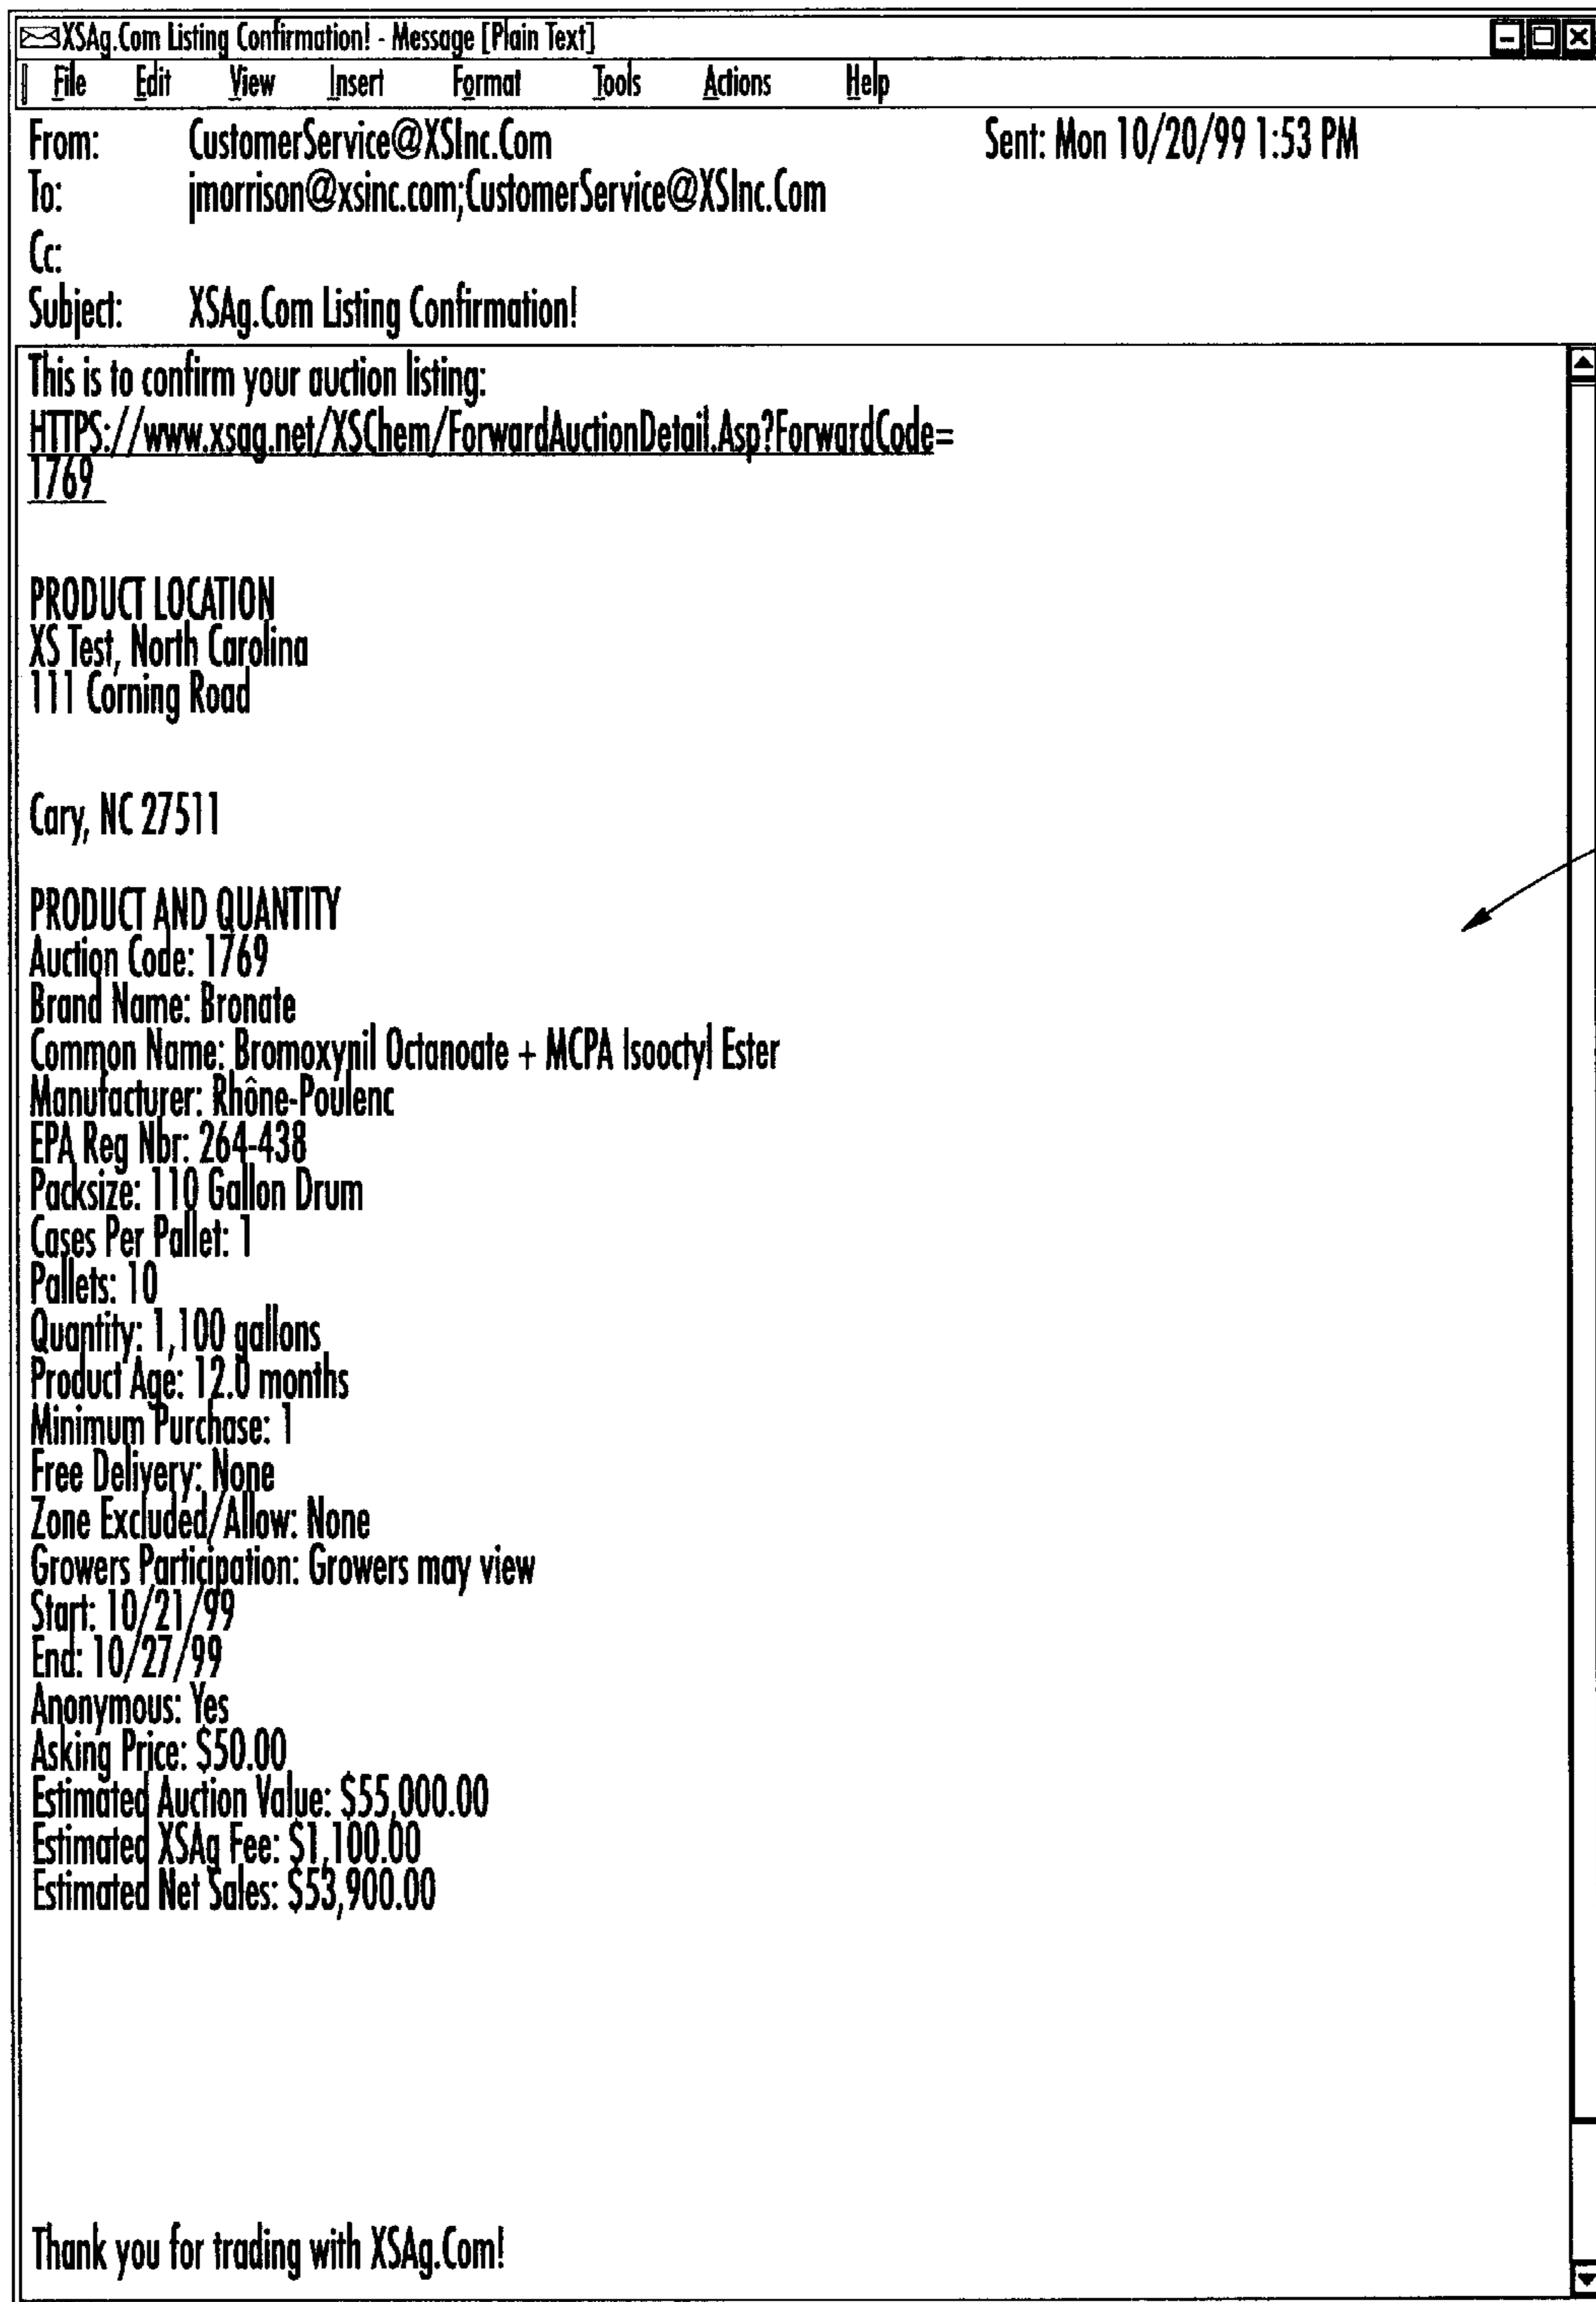 XSAg.Com Listing Confirmation! - Message [Plain Text]
File Edit View Insert Format Tools Actions Help
From: CustomerService@XSInc.Com Sent: Mon 10/20/99 1:53 PM
To: jmorrison@xsinc.com;CustomerService@XSInc.Com
Cc:
Subject: XSAg.Com Listing Confirmation!
This is to confirm your auction listing:
HTTPS://www.xsag.net/XSChem/ForwardAuctionDetail.Asp?ForwardCode=
1769
PRODUCT LOCATION
XS Test, North Carolina
111 Corning Road
Cary, NC 27511
PRODUCT AND QUANTITY
Auction Code: 1769
Brand Name: Bronate
Common Name: Bromoxynil Octanoate + MCPA Isooctyl Ester
Manufacturer: Rhône-Poulenc
EPA Reg Nbr: 264-438
Packsize: 110 Gallon Drum
Cases Per Pallet: 1
Pallets: 10
Quantity: 1,100 gallons
Product Age: 12.0 months
Minimum Purchase: 1
Free Delivery: None
Zone Excluded/Allow: None
Growers Participation: Growers may view
Start: 10/21/99
End: 10/27/99
Anonymous: Yes
Asking Price: $50.00
Estimated Auction Value: $55,000.00
Estimated XSAg Fee: $1,100.00
Estimated Net Sales: $53,900.00
Thank you for trading with XSAg.Com!